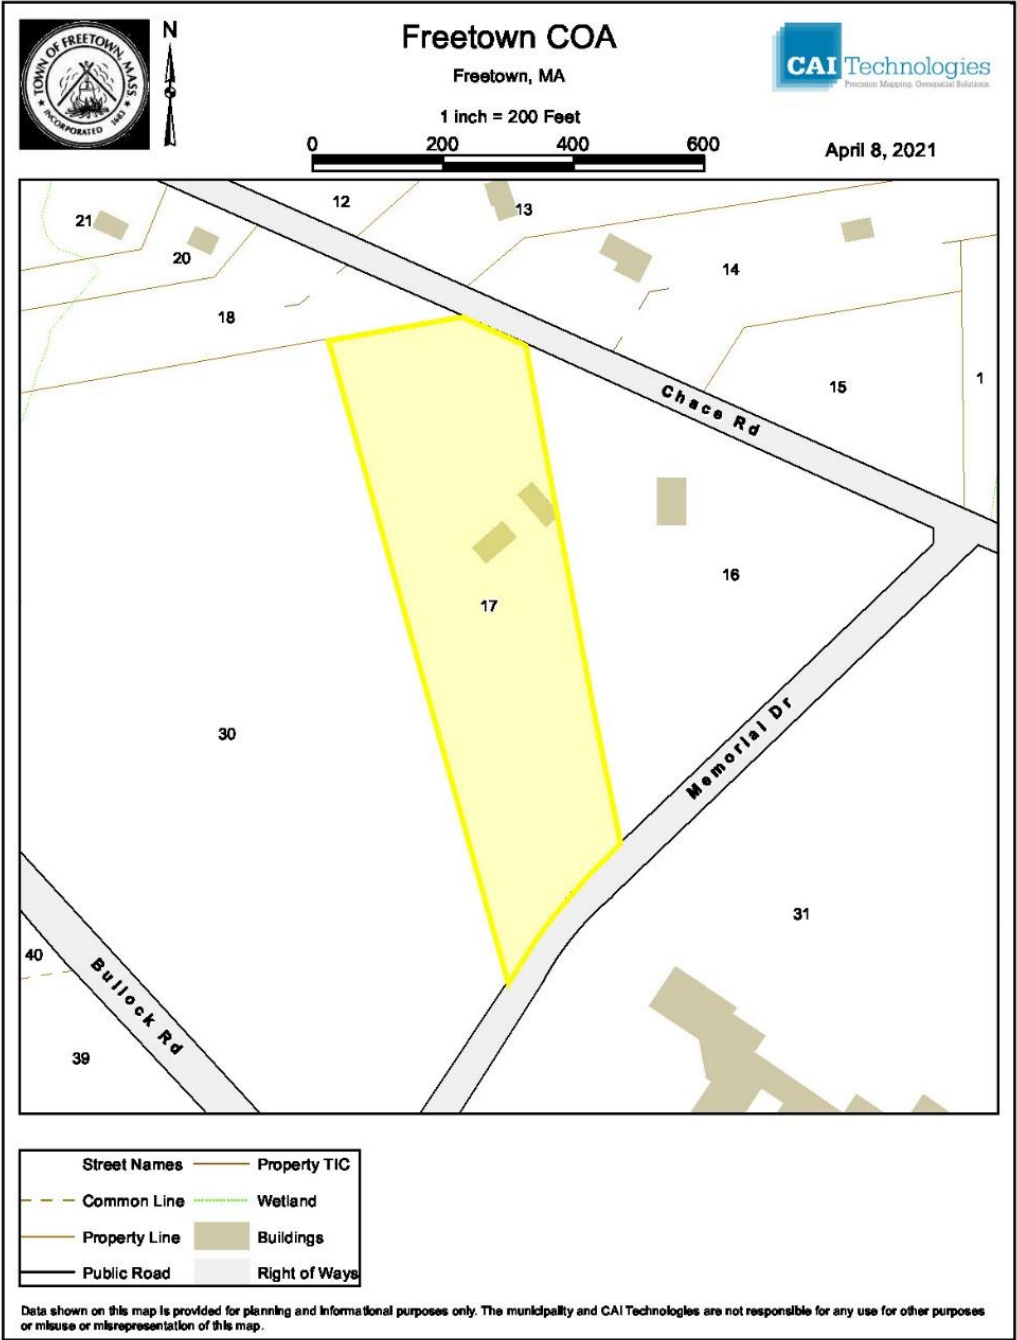 TOWN OF FREETOWN, MASS.
INCORPORATED 1683
N
Freetown COA
Freetown, MA
1 inch = 200 Feet
0 200 400 600
CAI Technologies
Precision Mapping. Geospatial Solutions.
April 8, 2021
21
20
18
12
13
14
15
1
Chace Rd
16
17
30
Memorial Dr
31
40
Bullock Rd
39
Street Names
Property TIC
Common Line
Wetland
Property Line
Buildings
Public Road
Right of Ways
Data shown on this map is provided for planning and informational purposes only. The municipality and CAI Technologies are not responsible for any use for other purposes
or misuse or misrepresentation of this map.